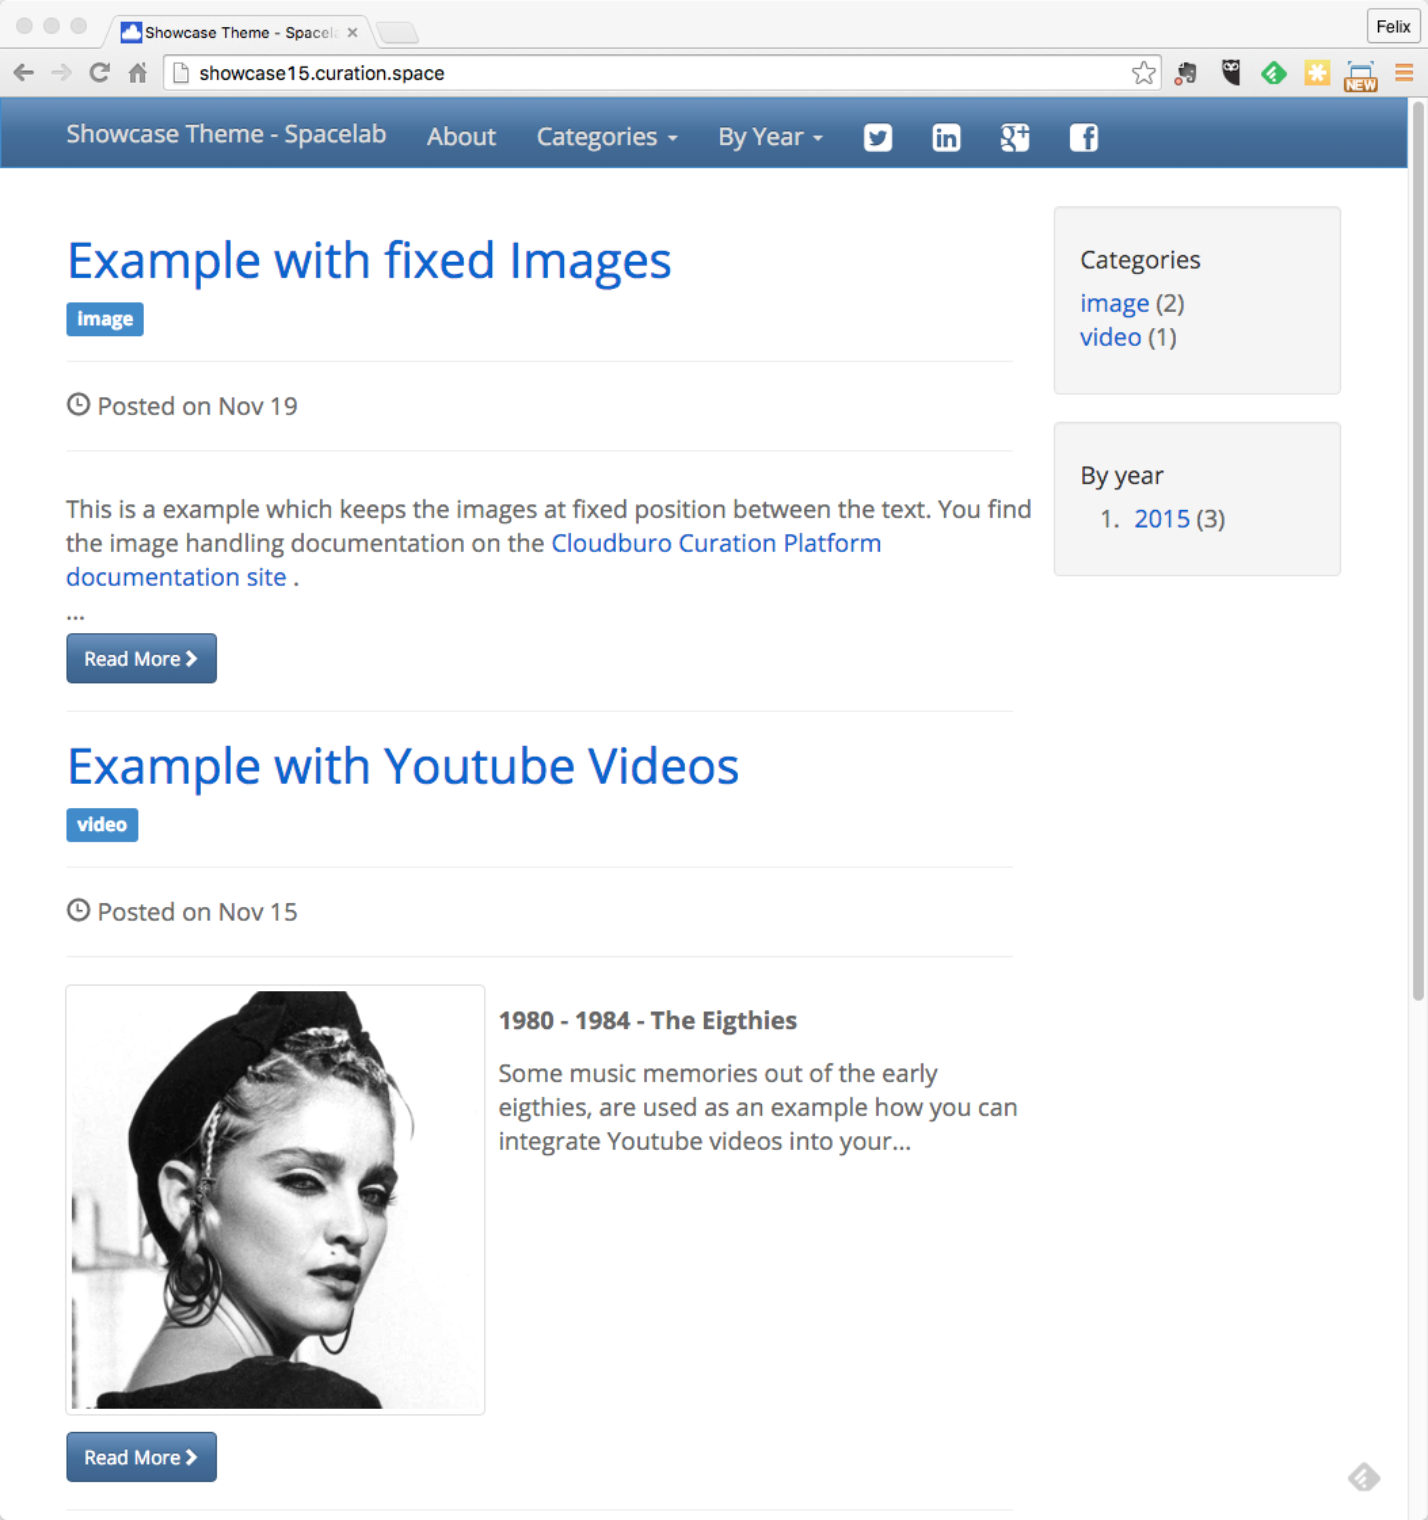 Showcase Theme - Spacel
Felix
showcase15.curation.space
NEW
Showcase Theme - Spacelab About Categories By Year
Example with fixed Images
image
Posted on Nov 19
This is a example which keeps the images at fixed position between the text. You find
the image handling documentation on the Cloudburo Curation Platform
documentation site .
...
Read More
Example with Youtube Videos
video
Posted on Nov 15
1980 - 1984 - The Eigthies
Some music memories out of the early
eigthies, are used as an example how you can
integrate Youtube videos into your...
Read More
Categories
image (2)
video (1)
By year
1. 2015 (3)